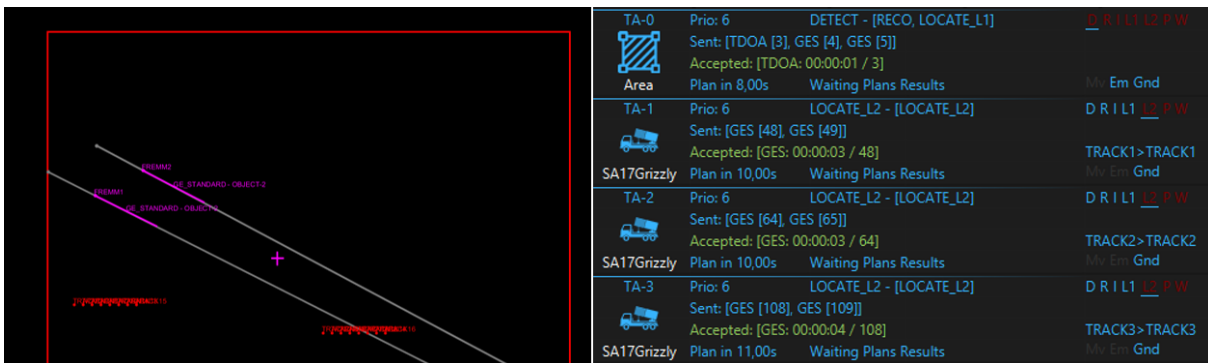 FREMM2
GB_STANDARD - OBJECT-2
FREMM1
TA-0 Prio: 6 DETECT - [RECO, LOCATE_L1] D R I L1 L2 P W
Sent: [TDOA [3], GES [4], GES [5]]
Accepted: [TDOA: 00:00:01 / 3]
Area Plan in 8,00s Waiting Plans Results Mv Em Gnd
TA-1 Prio: 6 LOCATE_L2 - [LOCATE_L2] D R I L1 L2 P W
Sent: [GES [48], GES [49]]
Accepted: [GES: 00:00:03 / 48] TRACK1>TRACK1
SA17Grizzly Plan in 10,00s Waiting Plans Results Mv Em Gnd
TA-2 Prio: 6 LOCATE_L2 - [LOCATE_L2] D R I L1 L2 P W
Sent: [GES [64], GES [65]]
Accepted: [GES: 00:00:03 / 64] TRACK2>TRACK2
SA17Grizzly Plan in 10,00s Waiting Plans Results Mv Em Gnd
TA-3 Prio: 6 LOCATE_L2 - [LOCATE_L2] D R I L1 L2 P W
Sent: [GES [108], GES [109]]
Accepted: [GES: 00:00:04 / 108] TRACK3>TRACK3
SA17Grizzly Plan in 11,00s Waiting Plans Results Mv Em Gnd